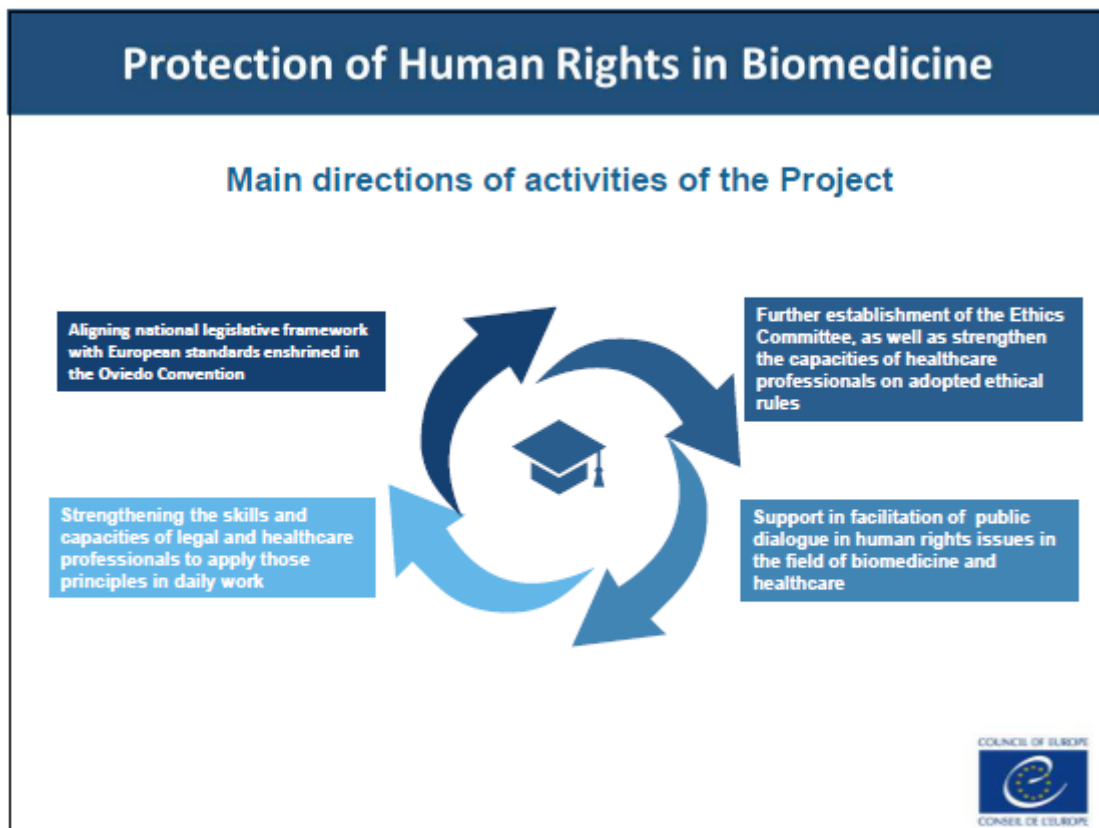 Protection of Human Rights in Biomedicine
Main directions of activities of the Project
Aligning national legislative framework
with European standards enshrined in
the Oviedo Convention
Further establishment of the Ethics
Committee, as well as strengthen
the capacities of healthcare
professionals on adopted ethical
rules
Strengthening the skills and
capacities of legal and healthcare
professionals to apply those
principles in daily work
Support in facilitation of public
dialogue in human rights issues in
the field of biomedicine and
healthcare
COUNCIL OF EUROPE
CONSEIL DE L'EUROPE